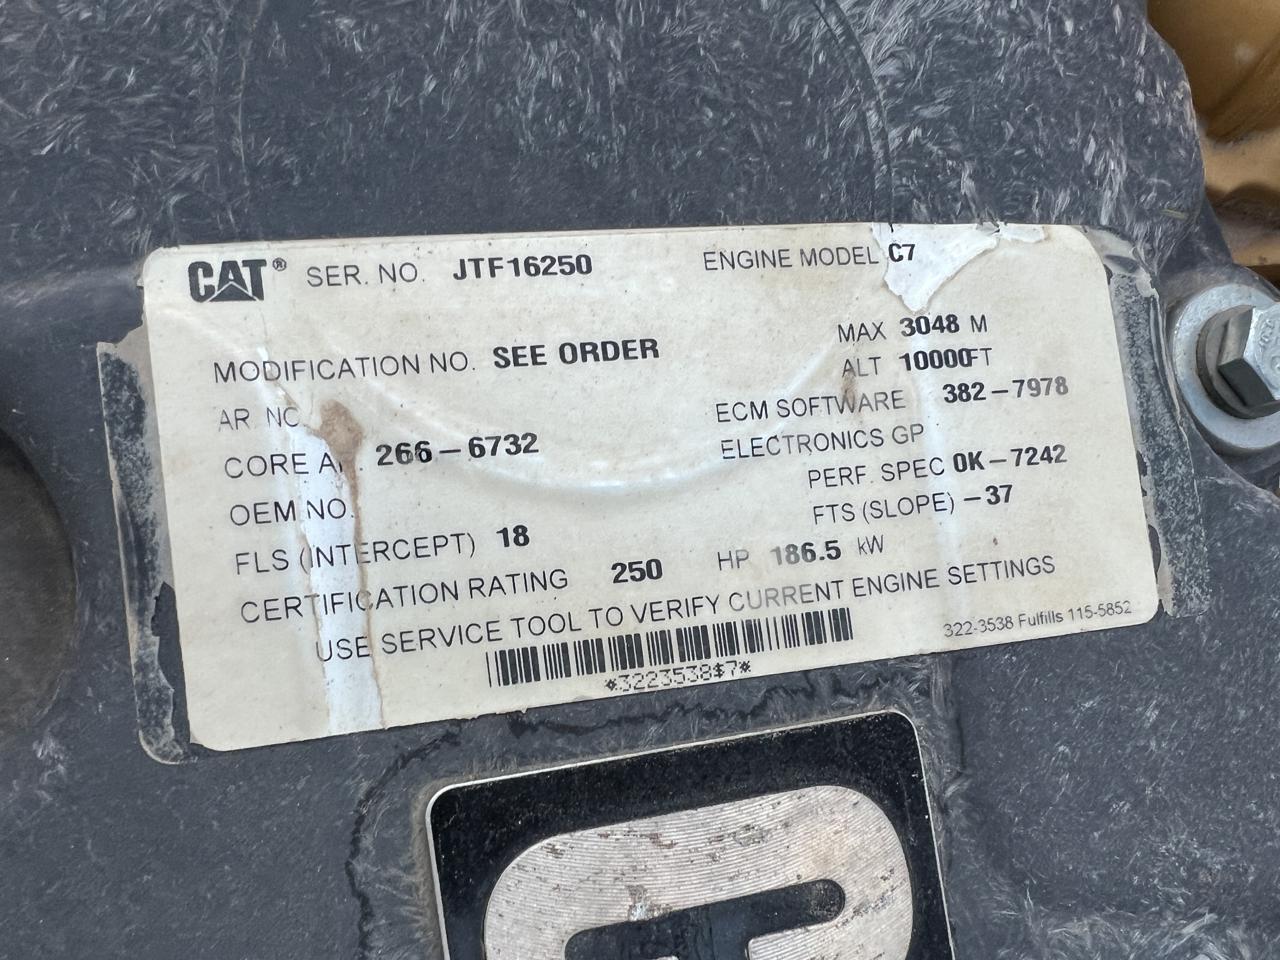 CAT® SER. NO. JTF16250 ENGINE MODEL C7
MODIFICATION NO. SEE ORDER MAX 3048 M
ALT 10000FT
AR. NO
ECM SOFTWARE 382-7978
CORE A. 266-6732 ELECTRONICS GP
OEM NO. PERF. SPEC 0K-7242
FLS (INTERCEPT) 18 FTS (SLOPE) -37
CERTIFICATION RATING 250 HP 186.5 kW
USE SERVICE TOOL TO VERIFY CURRENT ENGINE SETTINGS
322-3538 Fulfills 115-5852
*3223538$7*